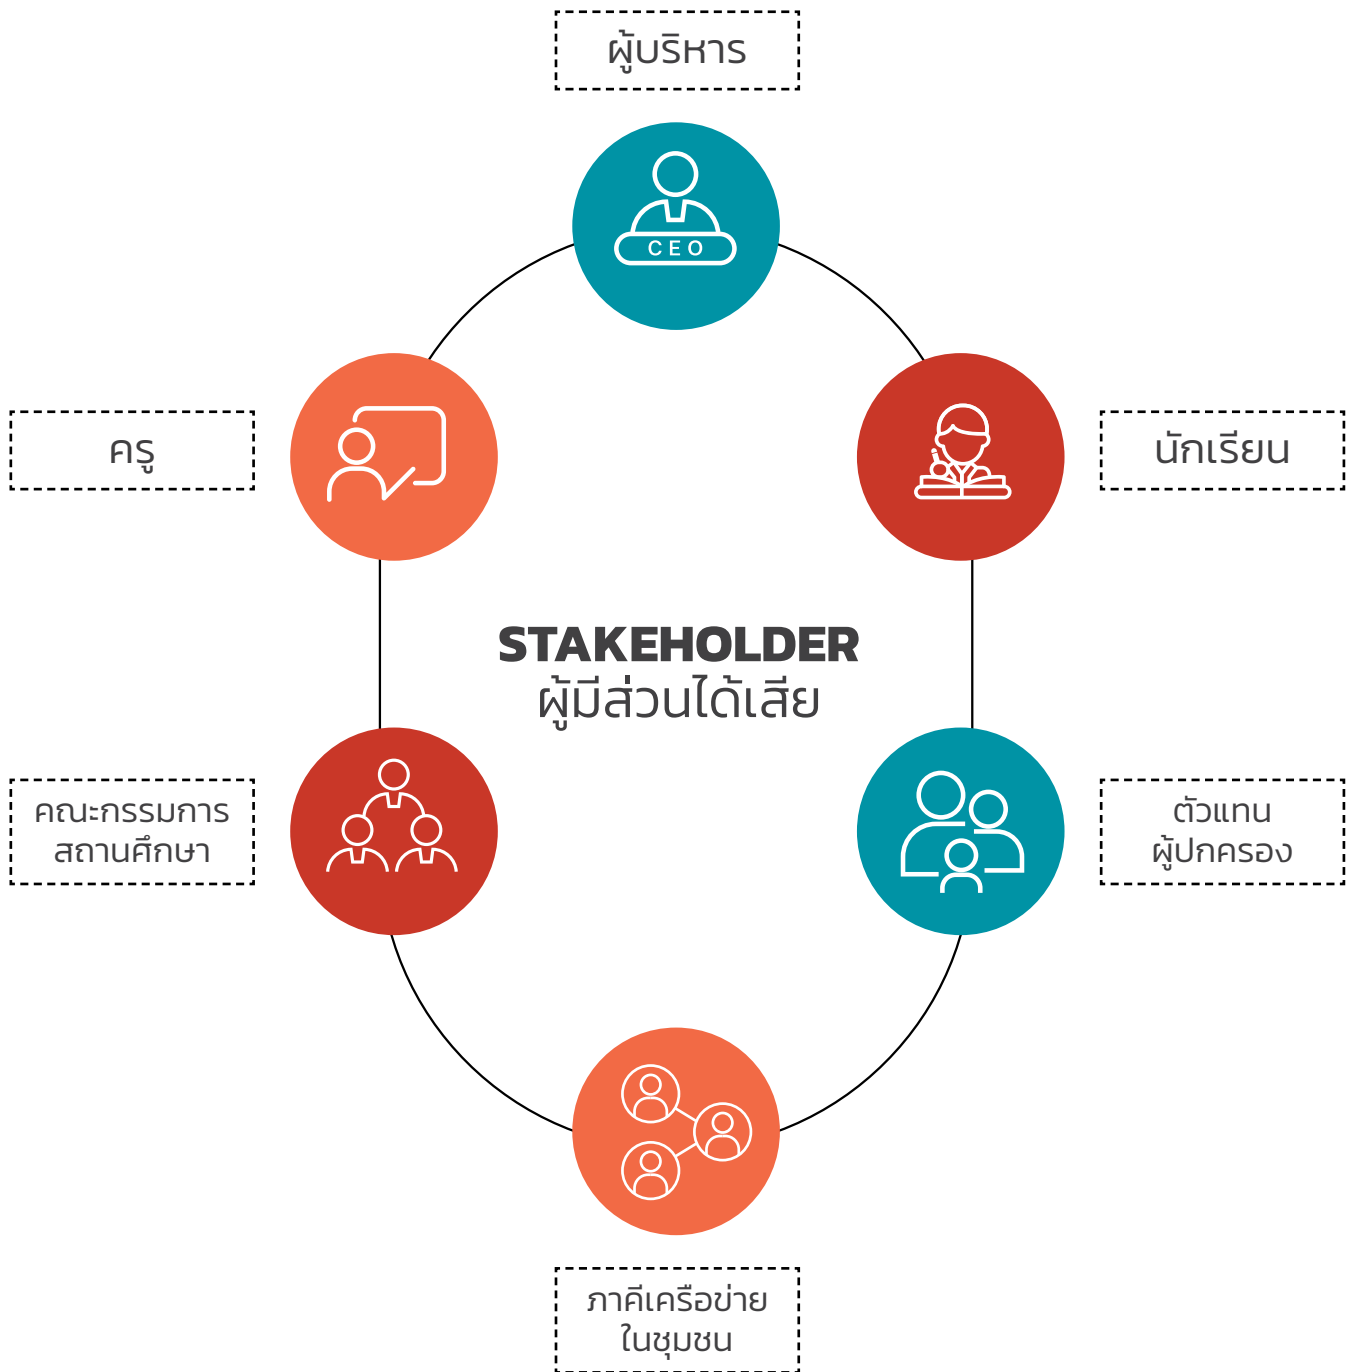 ผู้บริหาร
CEO
ครู
นักเรียน
STAKEHOLDER
ผู้มีส่วนได้เสีย
คณะกรรมการ
สถานศึกษา
ตัวแทน
ผู้ปกครอง
ภาคีเครือข่าย
ในชุมชน